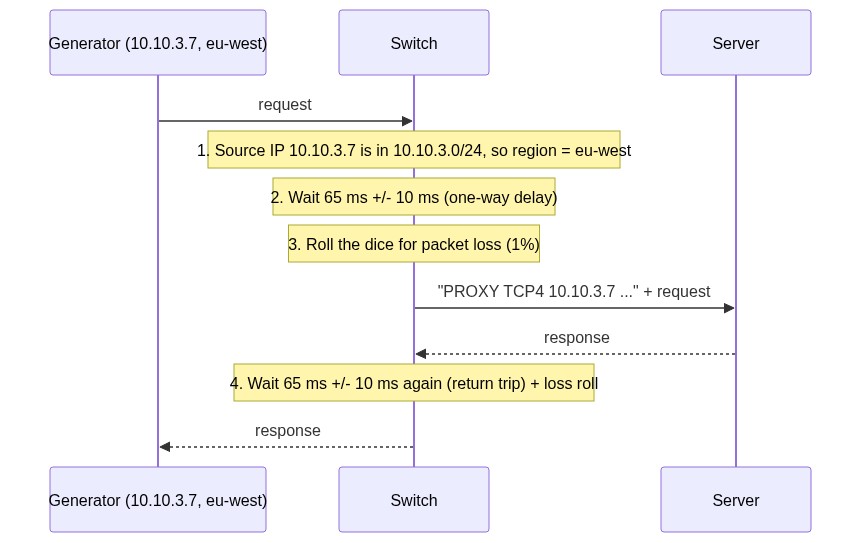 Generator (10.10.3.7, eu-west)
Switch
Server
request
1. Source IP 10.10.3.7 is in 10.10.3.0/24, so region = eu-west
2. Wait 65 ms +/- 10 ms (one-way delay)
3. Roll the dice for packet loss (1%)
"PROXY TCP4 10.10.3.7 ..." + request
response
4. Wait 65 ms +/- 10 ms again (return trip) + loss roll
response
Generator (10.10.3.7, eu-west)
Switch
Server